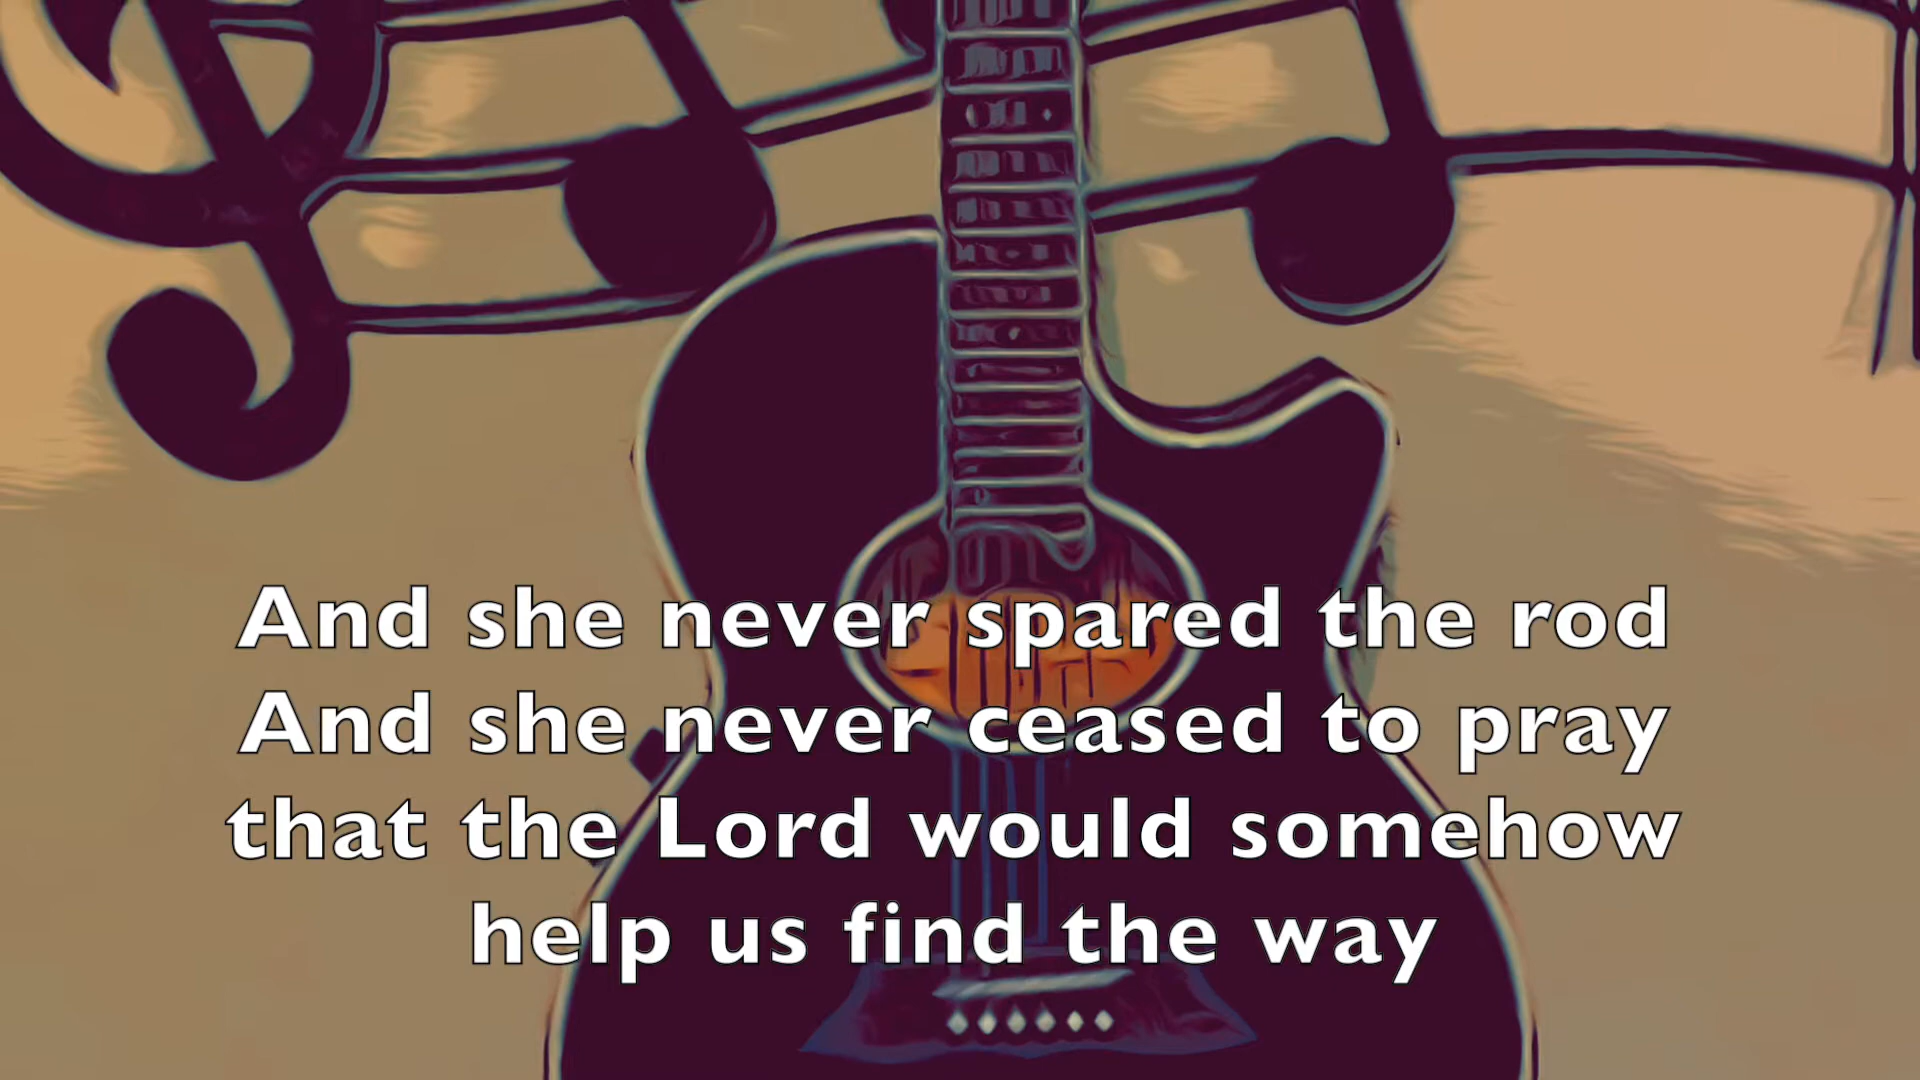 And she never spared the rod
And she never ceased to pray
that the Lord would somehow
help us find the way